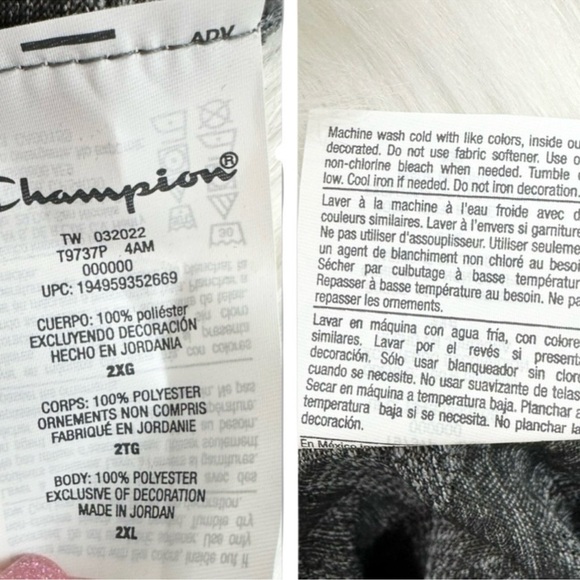 ADV
Champion®
TW 032022
T9737P 4AM
000000
UPC: 194959352669
CUERPO: 100% poliéster
EXCLUYENDO DECORACIÓN
HECHO EN JORDANIA
2XG
CORPS: 100% POLYESTER
ORNEMENTS NON COMPRIS
FABRIQUÉ EN JORDANIE
2TG
BODY: 100% POLYESTER
EXCLUSIVE OF DECORATION
MADE IN JORDAN
2XL
Machine wash cold with like colors, inside ou
decorated. Do not use fabric softener. Use o
non-chlorine bleach when needed. Tumble
low. Cool iron if needed. Do not iron decoration.
Laver à la machine à l'eau froide avec d
couleurs similaires. Laver à l'envers si garniture
Ne pas utiliser d'assouplisseur. Utiliser seuleme
un agent de blanchiment non chloré au besoi
Sécher par culbutage à basse températur
Repasser à basse température au besoin. Ne pa
repasser les ornements.
Lavar en máquina con agua fría, con colore
similares. Lavar por el revés si present
decoración. Sólo usar blanqueador sin clor
cuando se necesite. No usar suavizante de telas
Secar en máquina a temperatura baja. Planchar a
temperatura baja si se necesita. No planchar la
decoración.
En México